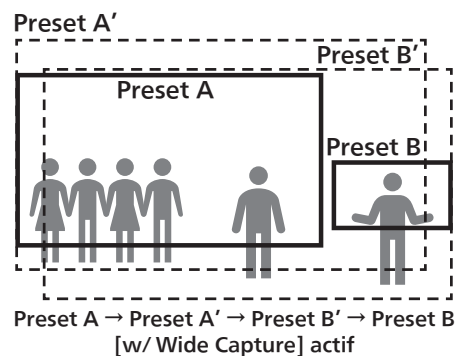 Preset A′
Preset B′
Preset A
Preset B
Preset A → Preset A′ → Preset B′ → Preset B
[w/ Wide Capture] actif